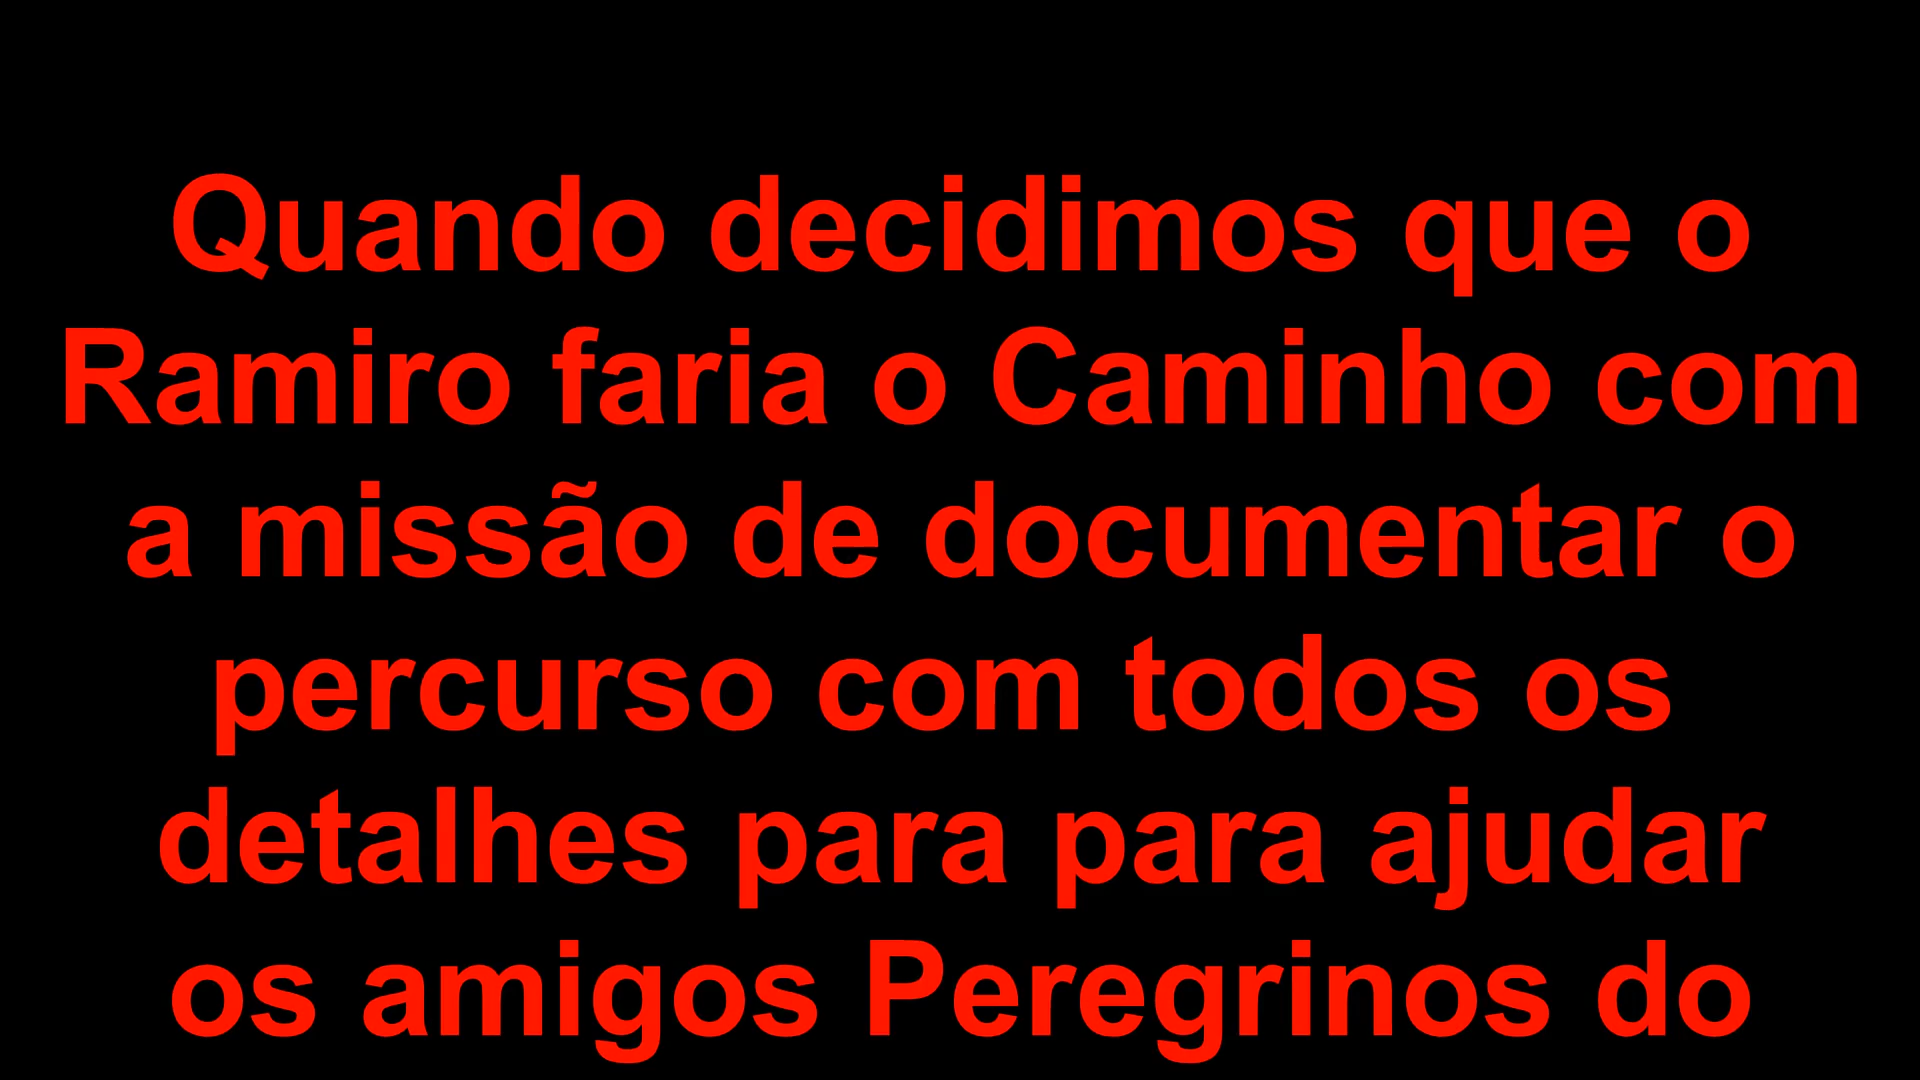 Quando decidimos que o
Ramiro faria o Caminho com
a missão de documentar o
percurso com todos os
detalhes para para ajudar
os amigos Peregrinos do